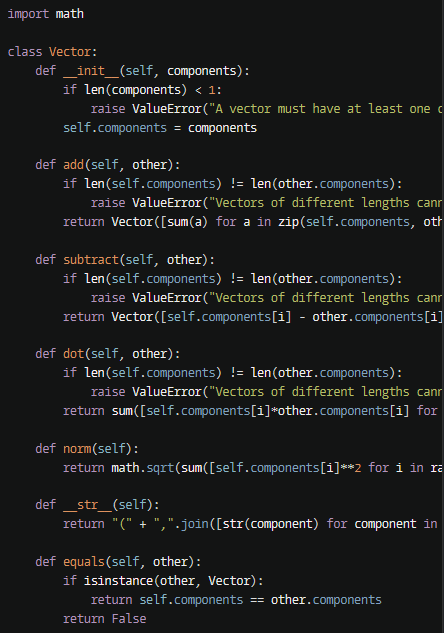 import math
class Vector:
    def __init__(self, components):
        if len(components) < 1:
            raise ValueError("A vector must have at least one
        self.components = components
    def add(self, other):
        if len(self.components) != len(other.components):
            raise ValueError("Vectors of different lengths
        return Vector([sum(a) for a in zip(self.components,
    def subtract(self, other):
        if len(self.components) != len(other.components):
            raise ValueError("Vectors of different lengths
        return Vector([self.components[i] - other.components[i]
    def dot(self, other):
        if len(self.components) != len(other.components):
            raise ValueError("Vectors of different lengths
        return sum([self.components[i]*other.components[i] for
    def norm(self):
        return math.sqrt(sum([self.components[i]**2 for i in
    def __str__(self):
        return "(" + ",".join([str(component) for component in
    def equals(self, other):
        if isinstance(other, Vector):
            return self.components == other.components
        return False